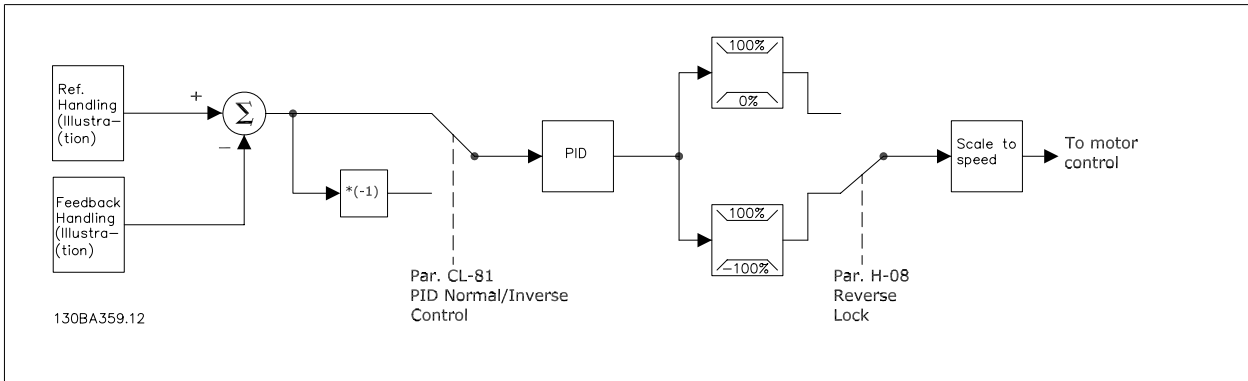 Ref.
Handling
(Illustra-
(tion)
+
Σ
−
Feedback
Handling
(Illustra-
(tion)
*(-1)
Par. CL-81
PID Normal/Inverse
Control
PID
100%
0%
100%
-100%
Par. H-08
Reverse
Lock
Scale to
speed
To motor
control
130BA359.12